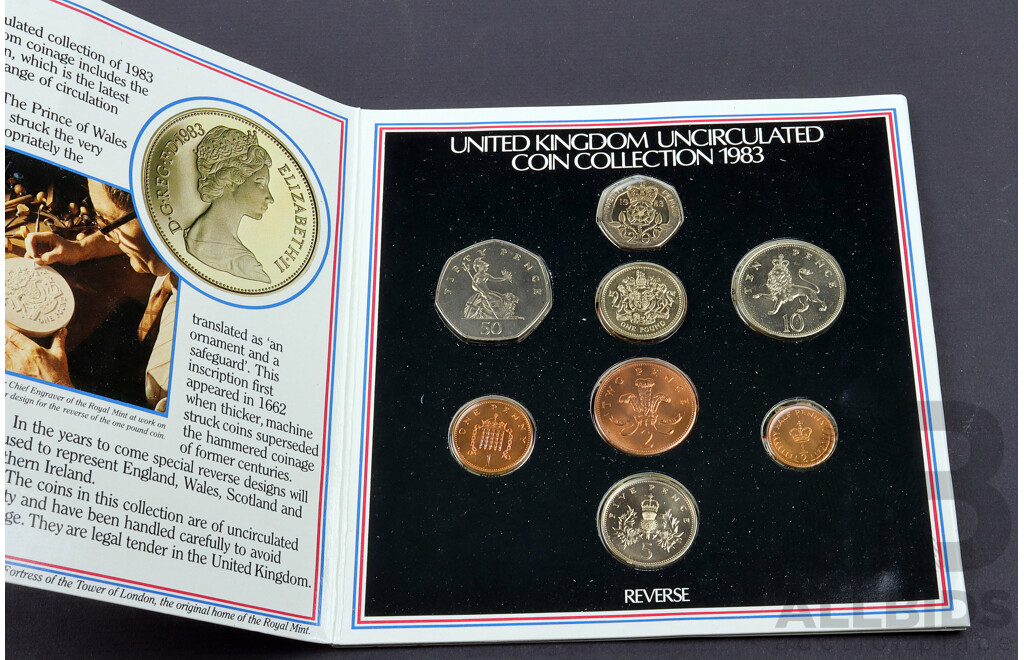 ulated collection of 1983
om coinage includes the
n, which is the latest
ange of circulation
The Prince of Wales
struck the very
opriately the
D·G·REG·F·D·1983
ELIZABETH·II
translated as 'an
ornament and a
safeguard'. This
inscription first
appeared in 1662
when thicker, machine
struck coins superseded
the hammered coinage
of former centuries.
Chief Engraver of the Royal Mint at work on
r design for the reverse of the one pound coin.
In the years to come special reverse designs will
used to represent England, Wales, Scotland and
thern Ireland.
The coins in this collection are of uncirculated
ty and have been handled carefully to avoid
ge. They are legal tender in the United Kingdom.
Fortress of the Tower of London, the original home of the Royal Mint.
UNITED KINGDOM UNCIRCULATED
COIN COLLECTION 1983
1983
20
FIFTY PENCE
50
ONE POUND
TEN PENCE
10
ONE PENNY
TWO PENCE
2
FIVE PENCE
5
REVERSE
ALLBIDS